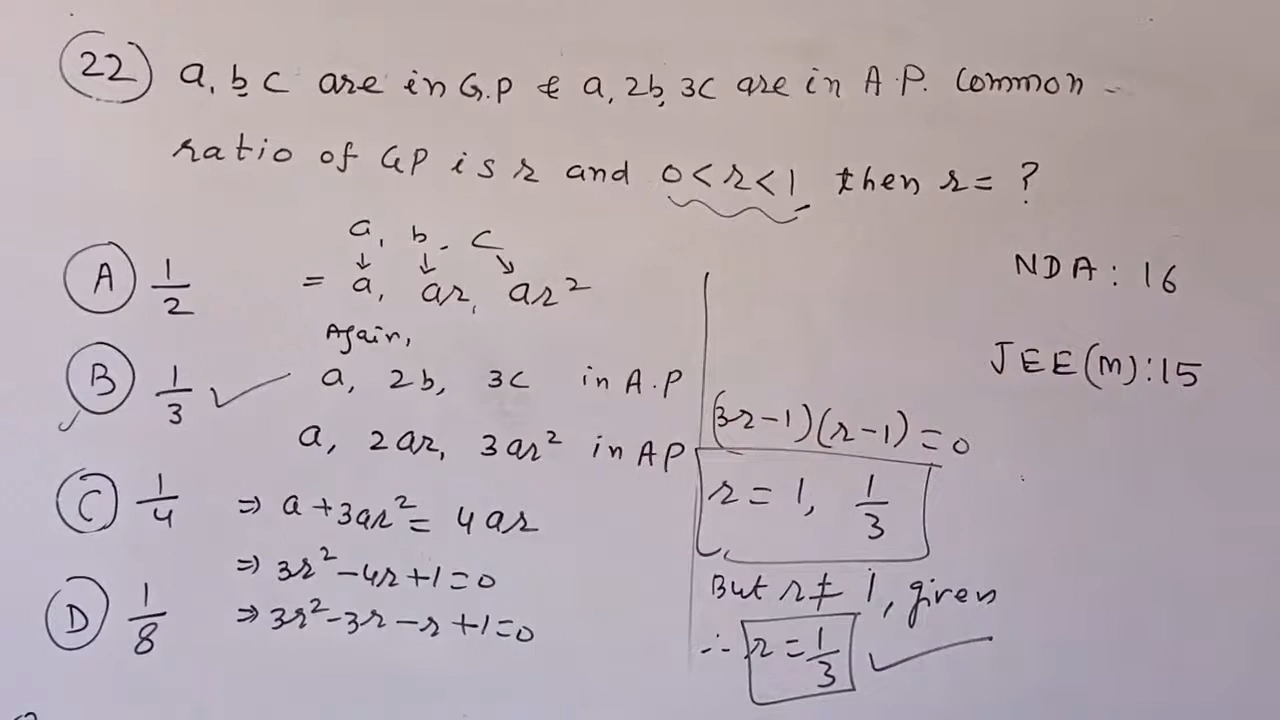 22 a, b, c are in G.P & a, 2b, 3c are in A.P. Common
ratio of GP is r and 0<r<1 then r = ?
A 1/2
B 1/3 ✓
C 1/4
D 1/8
a, b, c
↓ ↓ ↘
= a, ar, ar²
Again,
a, 2b, 3c in A.P
a, 2ar, 3ar² in AP
⇒ a + 3ar² = 4ar
⇒ 3r² - 4r + 1 = 0
⇒ 3r² - 3r - r + 1 = 0
(3r-1)(r-1) = 0
r = 1, 1/3
But r ≠ 1, given
∴ r = 1/3 ✓
NDA : 16
JEE(M) : 15